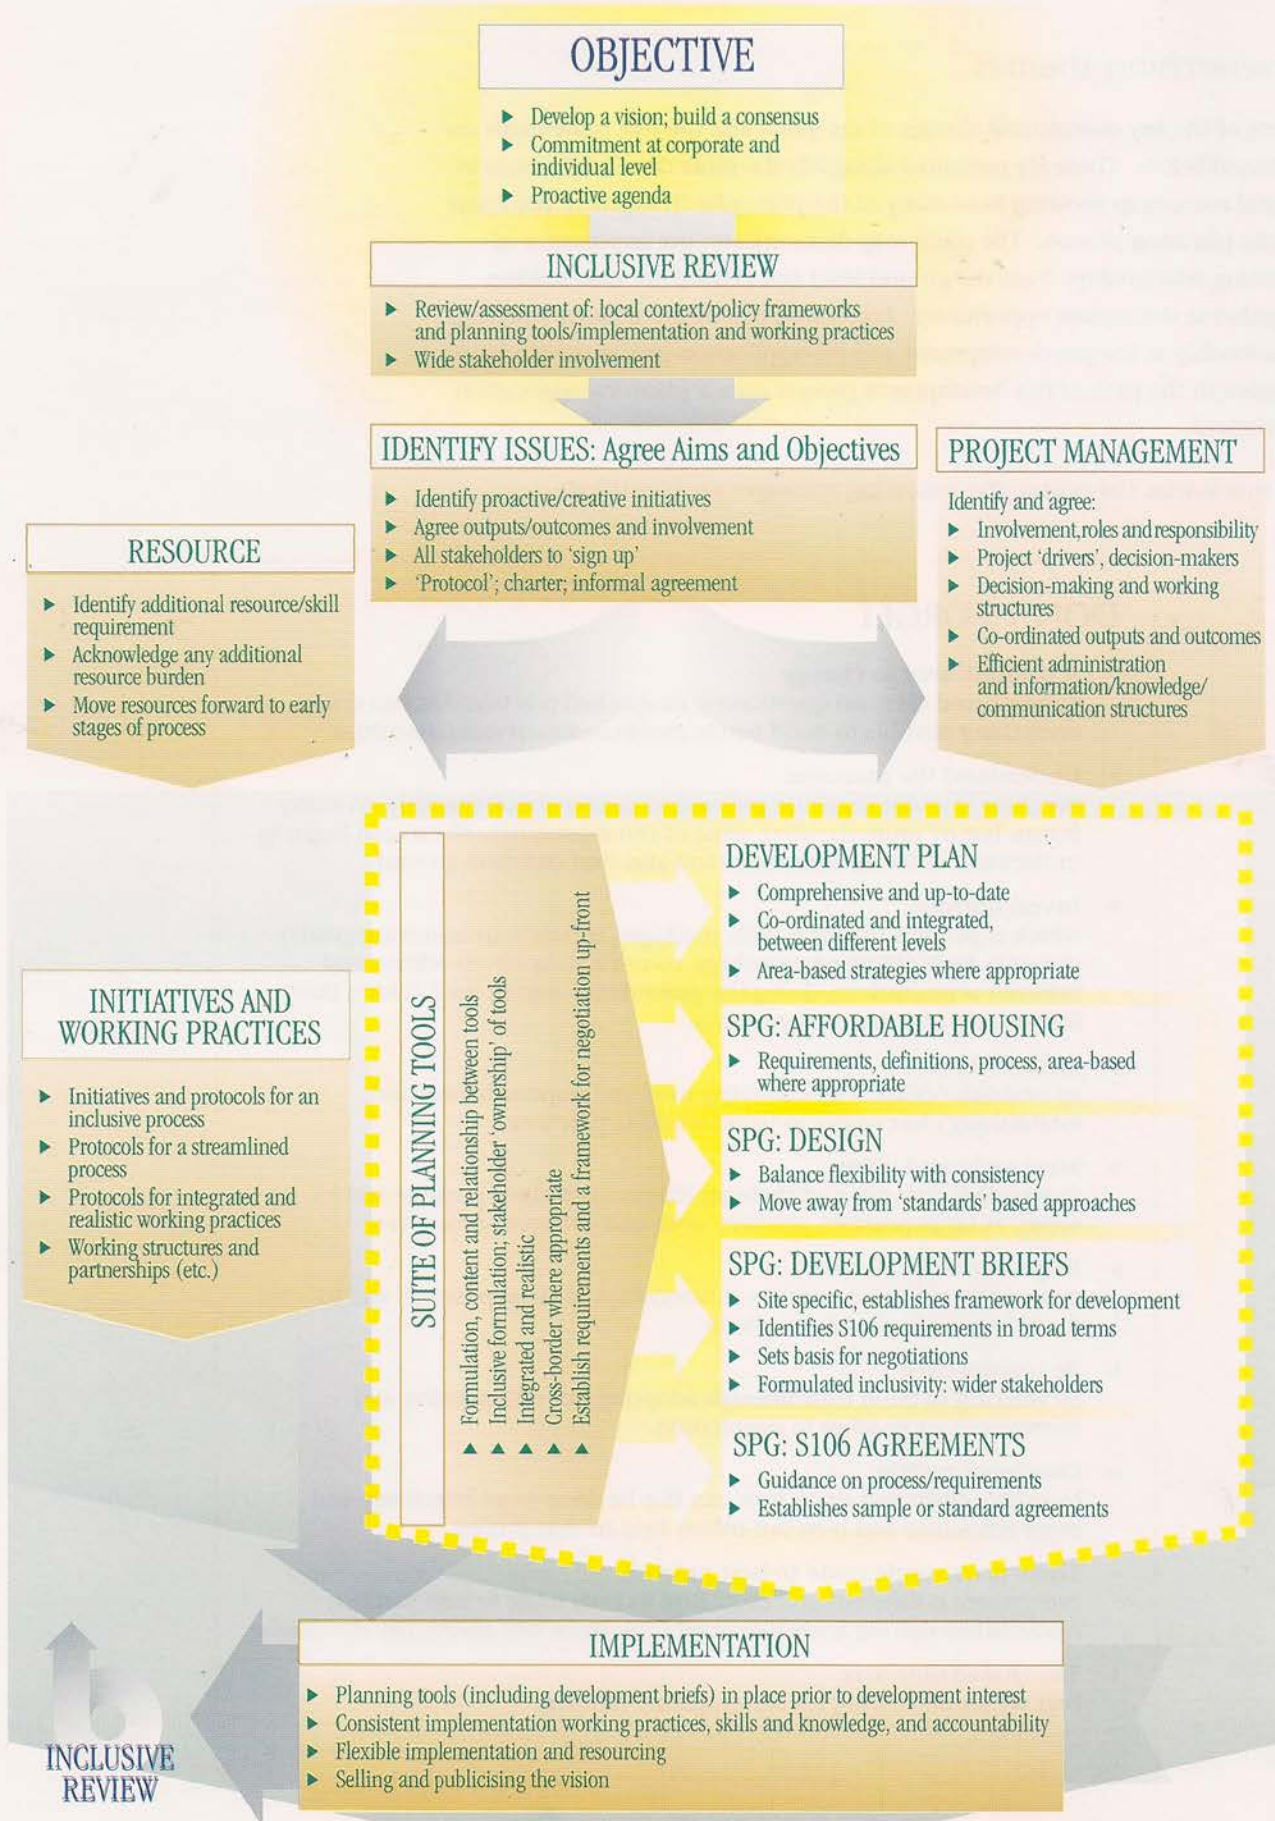 OBJECTIVE
Develop a vision; build a consensus
Commitment at corporate and
individual level
Proactive agenda
INCLUSIVE REVIEW
Review/assessment of: local context/policy frameworks
and planning tools/implementation and working practices
Wide stakeholder involvement
IDENTIFY ISSUES: Agree Aims and Objectives
Identify proactive/creative initiatives
Agree outputs/outcomes and involvement
All stakeholders to ‘sign up’
‘Protocol’; charter; informal agreement
PROJECT MANAGEMENT
Identify and agree:
Involvement,roles and responsibility
Project ‘drivers’, decision-makers
Decision-making and working
structures
Co-ordinated outputs and outcomes
Efficient administration
and information/knowledge/
communication structures
RESOURCE
Identify additional resource/skill
requirement
Acknowledge any additional
resource burden
Move resources forward to early
stages of process
INITIATIVES AND
WORKING PRACTICES
Initiatives and protocols for an
inclusive process
Protocols for a streamlined
process
Protocols for integrated and
realistic working practices
Working structures and
partnerships (etc.)
SUITE OF PLANNING TOOLS
Formulation, content and relationship between tools
Inclusive formulation; stakeholder ‘ownership’ of tools
Integrated and realistic
Cross-border where appropriate
Establish requirements and a framework for negotiation up-front
DEVELOPMENT PLAN
Comprehensive and up-to-date
Co-ordinated and integrated,
between different levels
Area-based strategies where appropriate
SPG: AFFORDABLE HOUSING
Requirements, definitions, process, area-based
where appropriate
SPG: DESIGN
Balance flexibility with consistency
Move away from ‘standards’ based approaches
SPG: DEVELOPMENT BRIEFS
Site specific, establishes framework for development
Identifies S106 requirements in broad terms
Sets basis for negotiations
Formulated inclusivity: wider stakeholders
SPG: S106 AGREEMENTS
Guidance on process/requirements
Establishes sample or standard agreements
IMPLEMENTATION
Planning tools (including development briefs) in place prior to development interest
Consistent implementation working practices, skills and knowledge, and accountability
Flexible implementation and resourcing
Selling and publicising the vision
INCLUSIVE
REVIEW